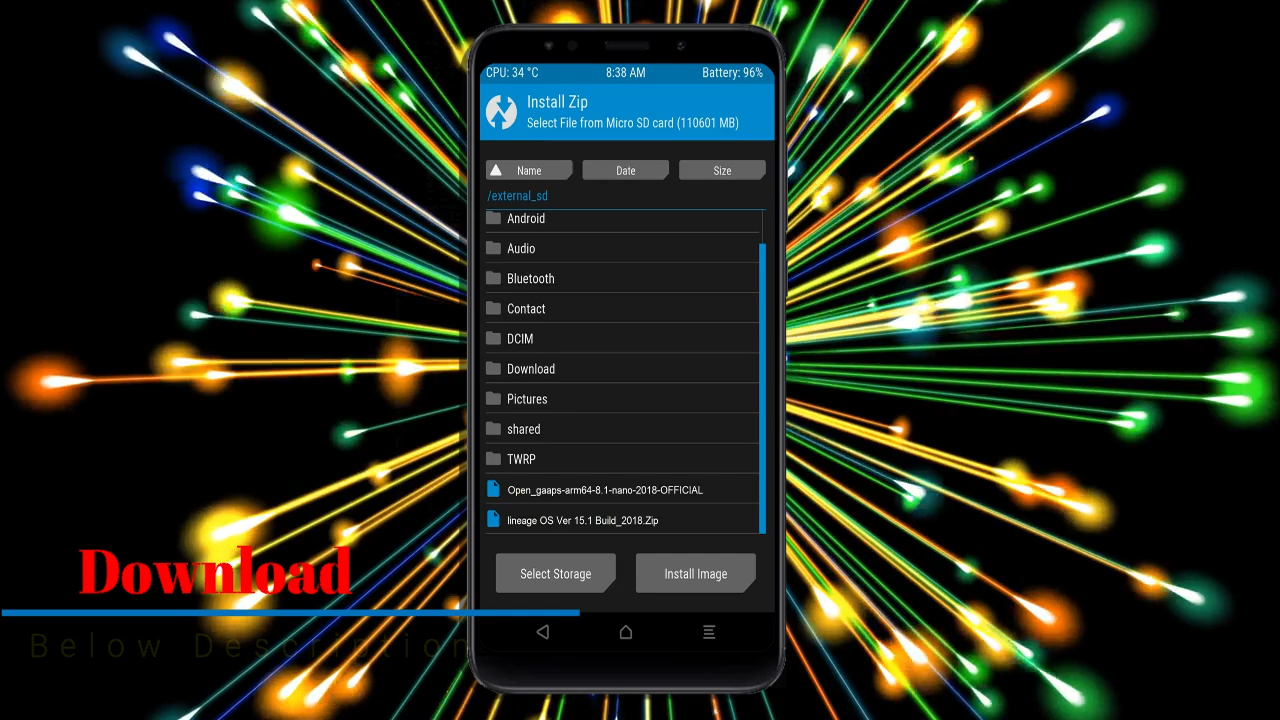 CPU: 34 °C 8:38 AM Battery: 96%
Install Zip
Select File from Micro SD card (110601 MB)
Name Date Size
/external_sd
Android
Audio
Bluetooth
Contact
DCIM
Download
Pictures
shared
TWRP
Open_gaaps-arm64-8.1-nano-2018-OFFICIAL
lineage OS Ver 15.1 Build_2018.Zip
Select Storage Install Image
Download
Below Description